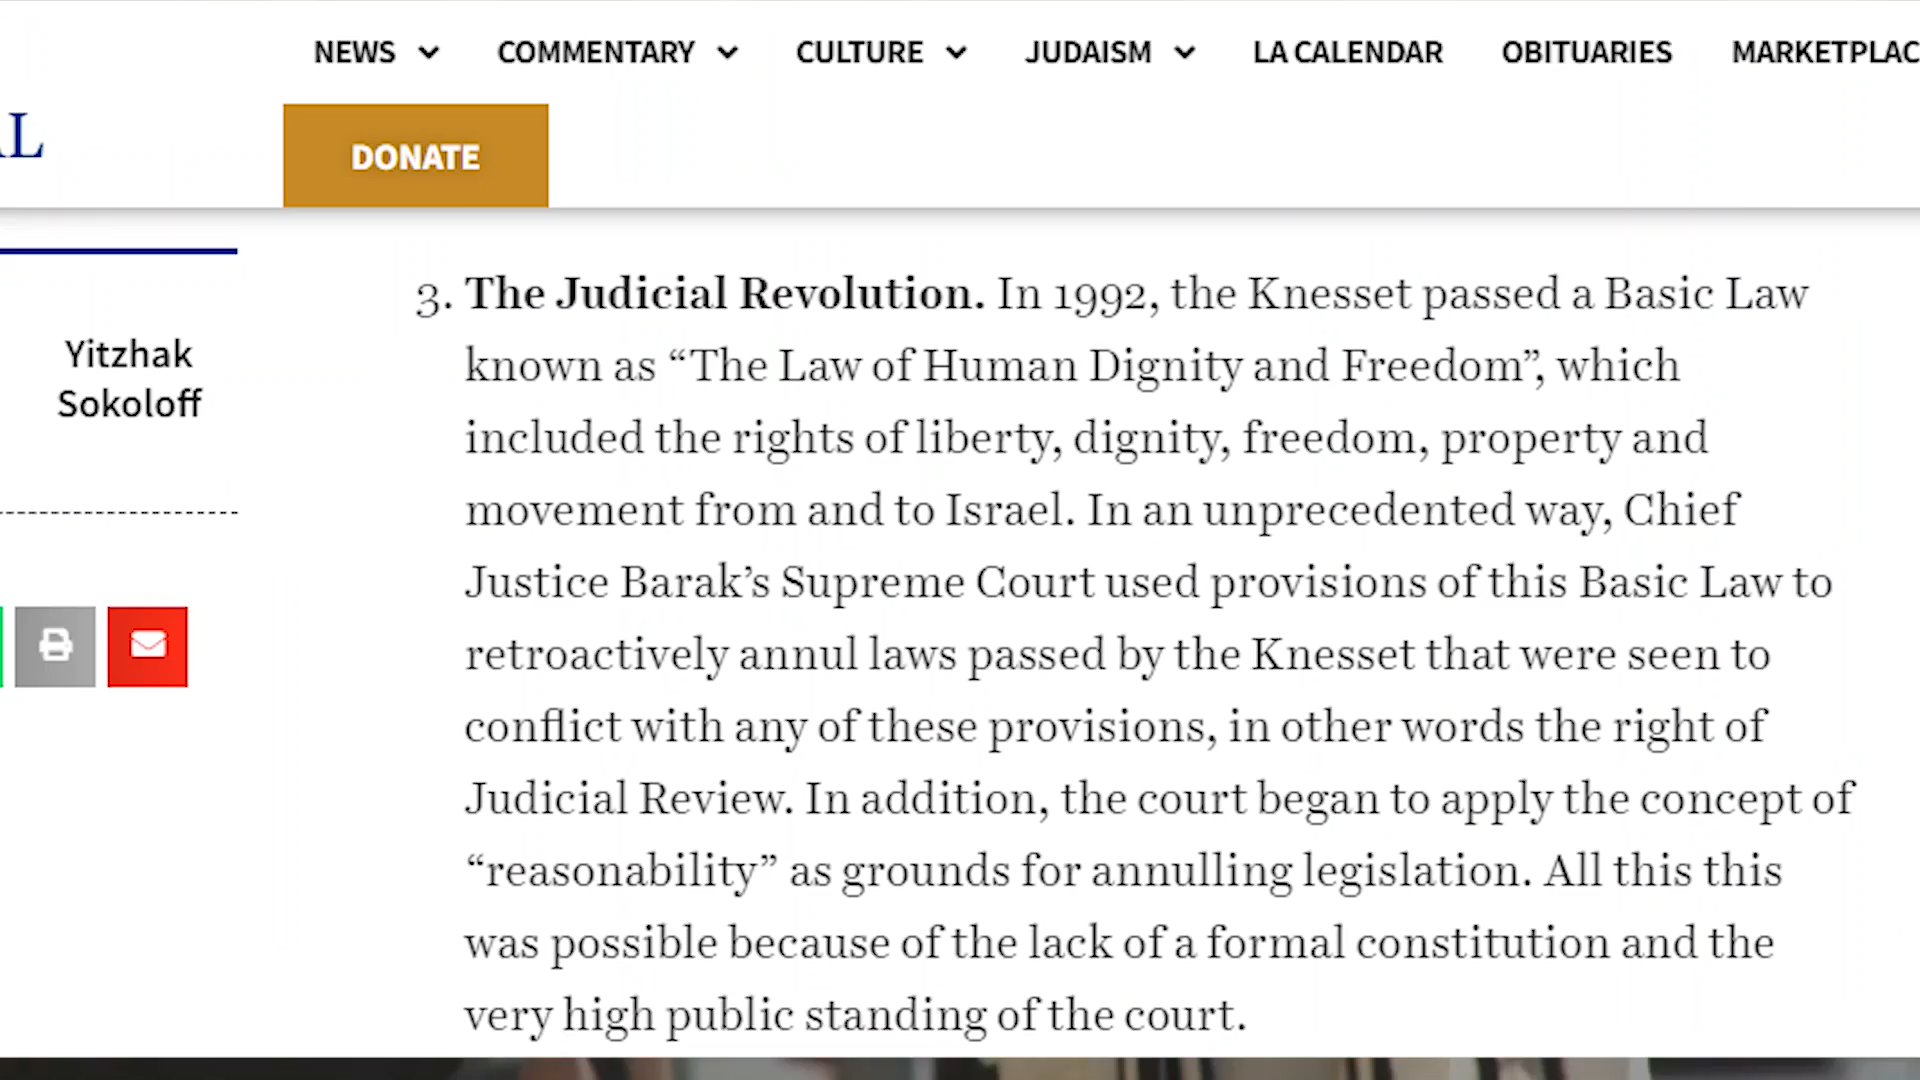 NEWS COMMENTARY CULTURE JUDAISM LA CALENDAR OBITUARIES MARKETPLAC
AL
DONATE
Yitzhak
Sokoloff
3. The Judicial Revolution. In 1992, the Knesset passed a Basic Law
known as “The Law of Human Dignity and Freedom”, which
included the rights of liberty, dignity, freedom, property and
movement from and to Israel. In an unprecedented way, Chief
Justice Barak’s Supreme Court used provisions of this Basic Law to
retroactively annul laws passed by the Knesset that were seen to
conflict with any of these provisions, in other words the right of
Judicial Review. In addition, the court began to apply the concept of
“reasonability” as grounds for annulling legislation. All this this
was possible because of the lack of a formal constitution and the
very high public standing of the court.